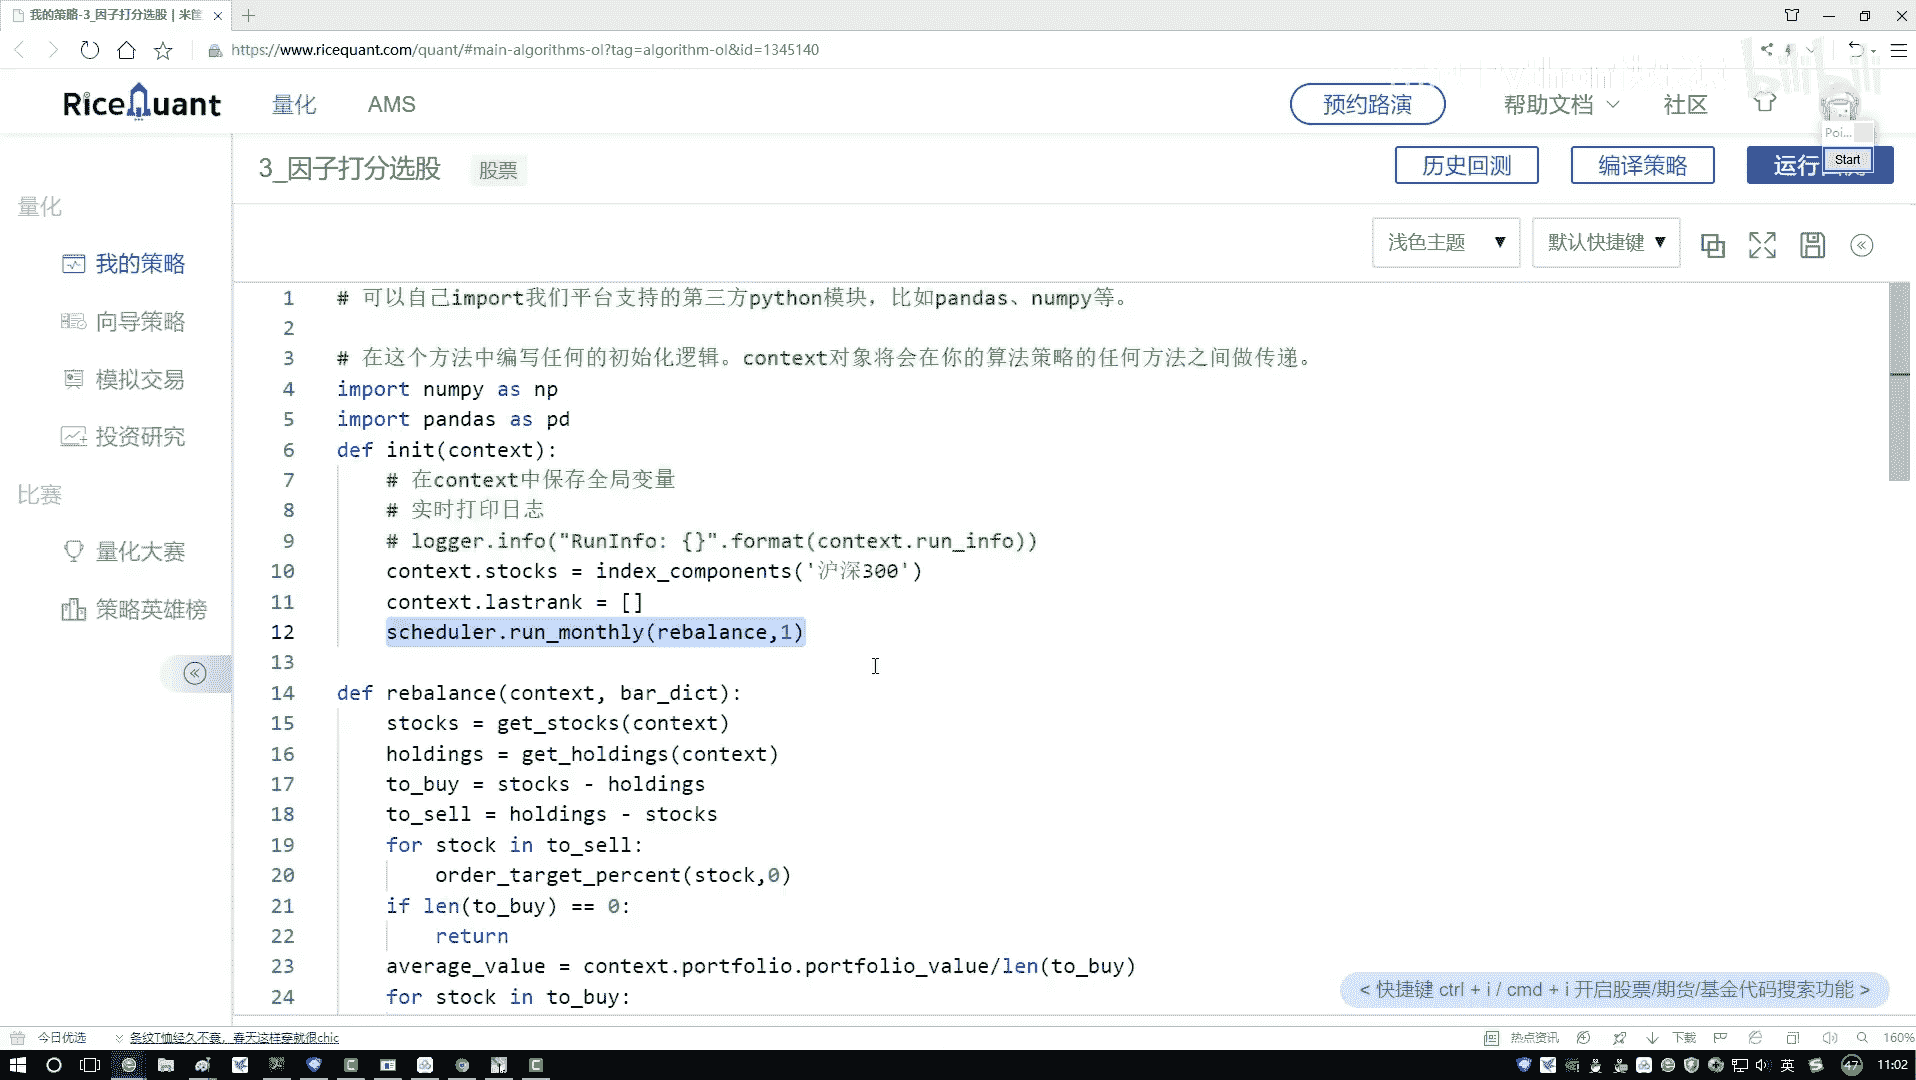 我的策略-3_因子打分选股 | 米筐
https://www.ricequant.com/quant/#main-algorithms-ol?tag=algorithm-ol&id=1345140
RiceQuant
量化
AMS
预约路演
帮助文档
社区
Poi...
Start
3_因子打分选股
股票
历史回测
编译策略
运行
量化
我的策略
向导策略
模拟交易
投资研究
比赛
量化大赛
策略英雄榜
浅色主题
默认快捷键
1 # 可以自己import我们平台支持的第三方python模块，比如pandas、numpy等。
2
3 # 在这个方法中编写任何的初始化逻辑。context对象将会在你的算法策略的任何方法之间做传递。
4 import numpy as np
5 import pandas as pd
6 def init(context):
7 # 在context中保存全局变量
8 # 实时打印日志
9 # logger.info("RunInfo: {}".format(context.run_info))
10 context.stocks = index_components('沪深300')
11 context.lastrank = []
12 scheduler.run_monthly(rebalance,1)
13
14 def rebalance(context, bar_dict):
15 stocks = get_stocks(context)
16 holdings = get_holdings(context)
17 to_buy = stocks - holdings
18 to_sell = holdings - stocks
19 for stock in to_sell:
20 order_target_percent(stock,0)
21 if len(to_buy) == 0:
22 return
23 average_value = context.portfolio.portfolio_value/len(to_buy)
24 for stock in to_buy:
< 快捷键 ctrl + i / cmd + i 开启股票/期货/基金代码搜索功能 >
今日优选
条纹T恤经久不衰，春天这样穿就很chic
热点资讯
下载
160%
英
47
11:02